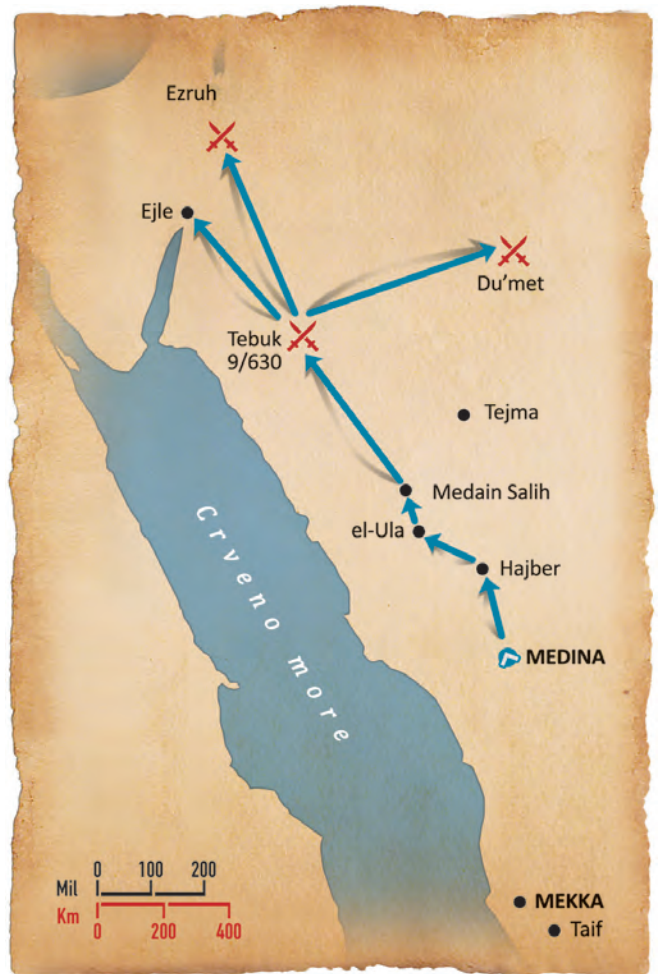 Ezruh
Ejle
Du'met
Tebuk
9/630
Tejma
Medain Salih
el-Ula
Hajber
Crveno more
MEDINA
0 100 200
Mil
Km
0 200 400
MEKKA
Taif